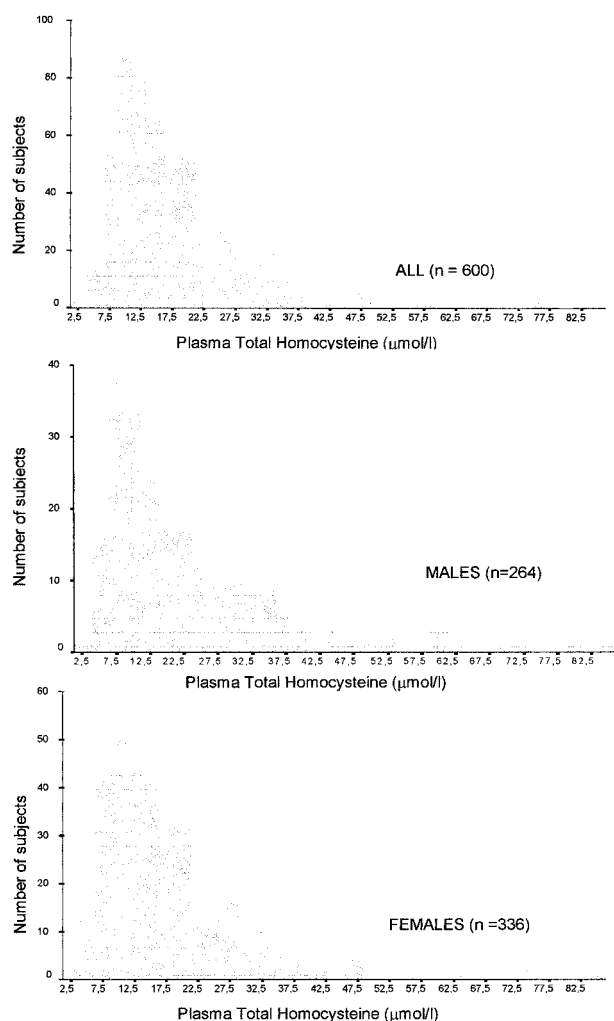 100
80
60
40
20
0
Number of subjects
ALL (n = 600)
2,5 7,5 12,5 17,5 22,5 27,5 32,5 37,5 42,5 47,5 52,5 57,5 62,5 67,5 72,5 77,5 82,5
Plasma Total Homocysteine (μmol/l)
40
30
20
10
0
Number of subjects
MALES (n=264)
2,5 7,5 12,5 17,5 22,5 27,5 32,5 37,5 42,5 47,5 52,5 57,5 62,5 67,5 72,5 77,5 82,5
Plasma Total Homocysteine (μmol/l)
60
50
40
30
20
10
0
Number of subjects
FEMALES (n =336)
2,5 7,5 12,5 17,5 22,5 27,5 32,5 37,5 42,5 47,5 52,5 57,5 62,5 67,5 72,5 77,5 82,5
Plasma Total Homocysteine (μmol/l)